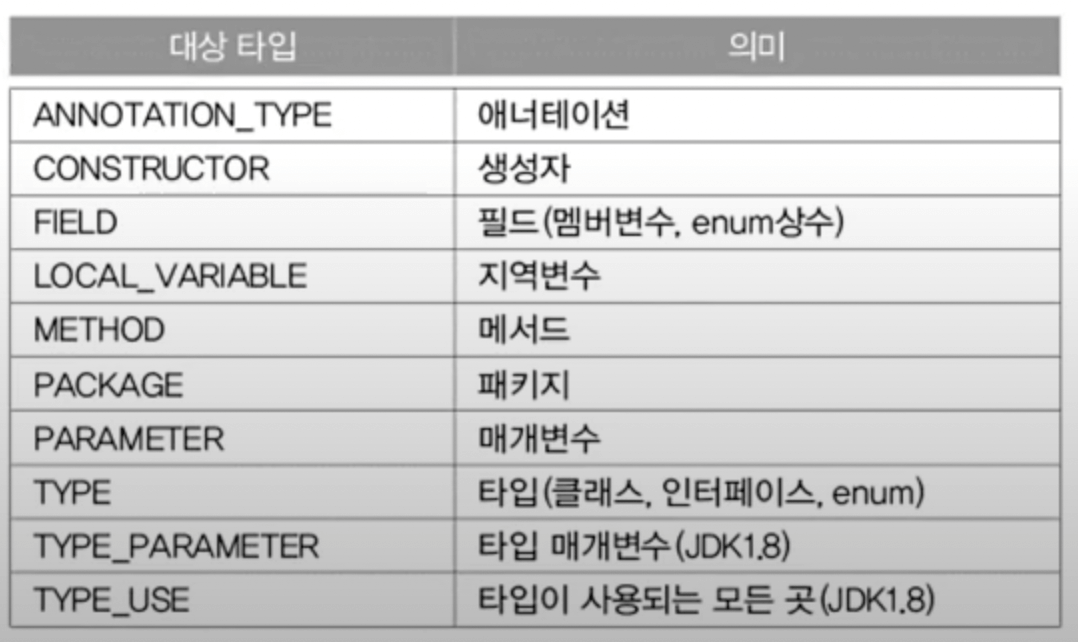 대상 타입 의미
ANNOTATION_TYPE 애너테이션
CONSTRUCTOR 생성자
FIELD 필드(멤버변수, enum상수)
LOCAL_VARIABLE 지역변수
METHOD 메서드
PACKAGE 패키지
PARAMETER 매개변수
TYPE 타입(클래스, 인터페이스, enum)
TYPE_PARAMETER 타입 매개변수(JDK1.8)
TYPE_USE 타입이 사용되는 모든 곳(JDK1.8)